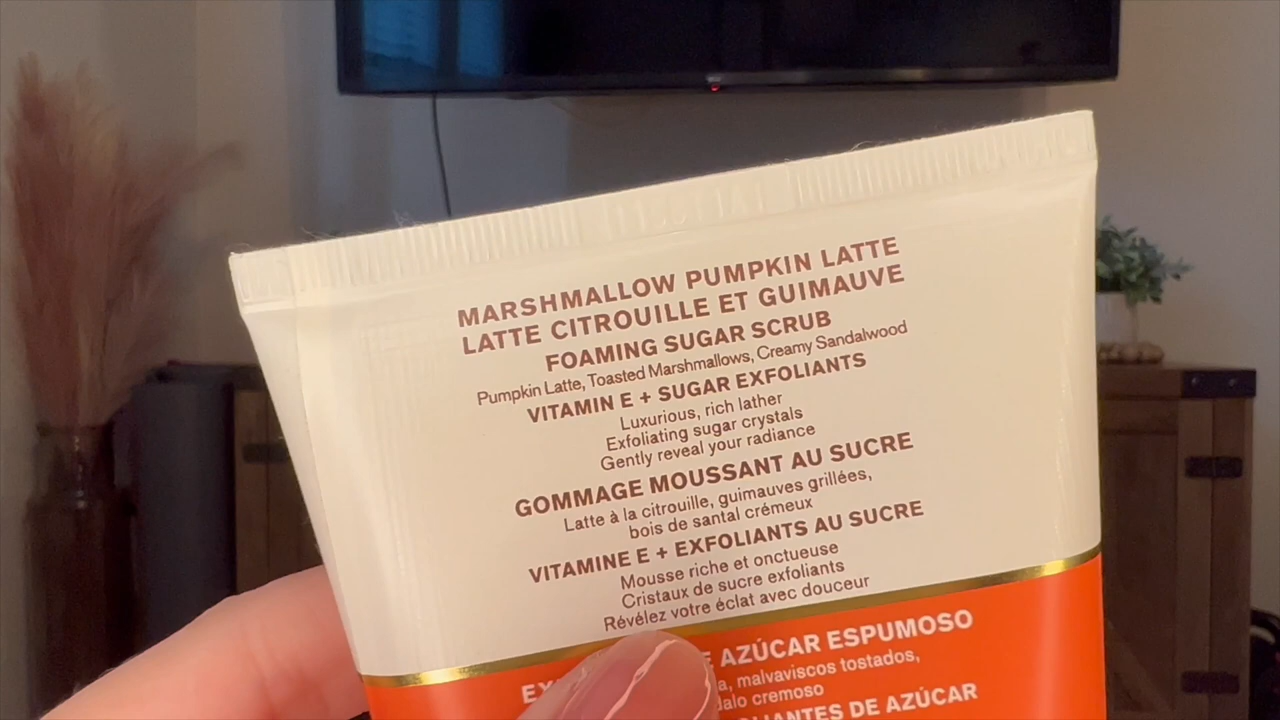 MARSHMALLOW PUMPKIN LATTE
LATTE CITROUILLE ET GUIMAUVE
FOAMING SUGAR SCRUB
Pumpkin Latte, Toasted Marshmallows, Creamy Sandalwood
VITAMIN E + SUGAR EXFOLIANTS
Luxurious, rich lather
Exfoliating sugar crystals
Gently reveal your radiance
GOMMAGE MOUSSANT AU SUCRE
Latte à la citrouille, guimauves grillées,
bois de santal crémeux
VITAMINE E + EXFOLIANTS AU SUCRE
Mousse riche et onctueuse
Cristaux de sucre exfoliants
Révélez votre éclat avec douceur
AZÚCAR ESPUMOSO
malvaviscos tostados,
cremoso
DE AZÚCAR